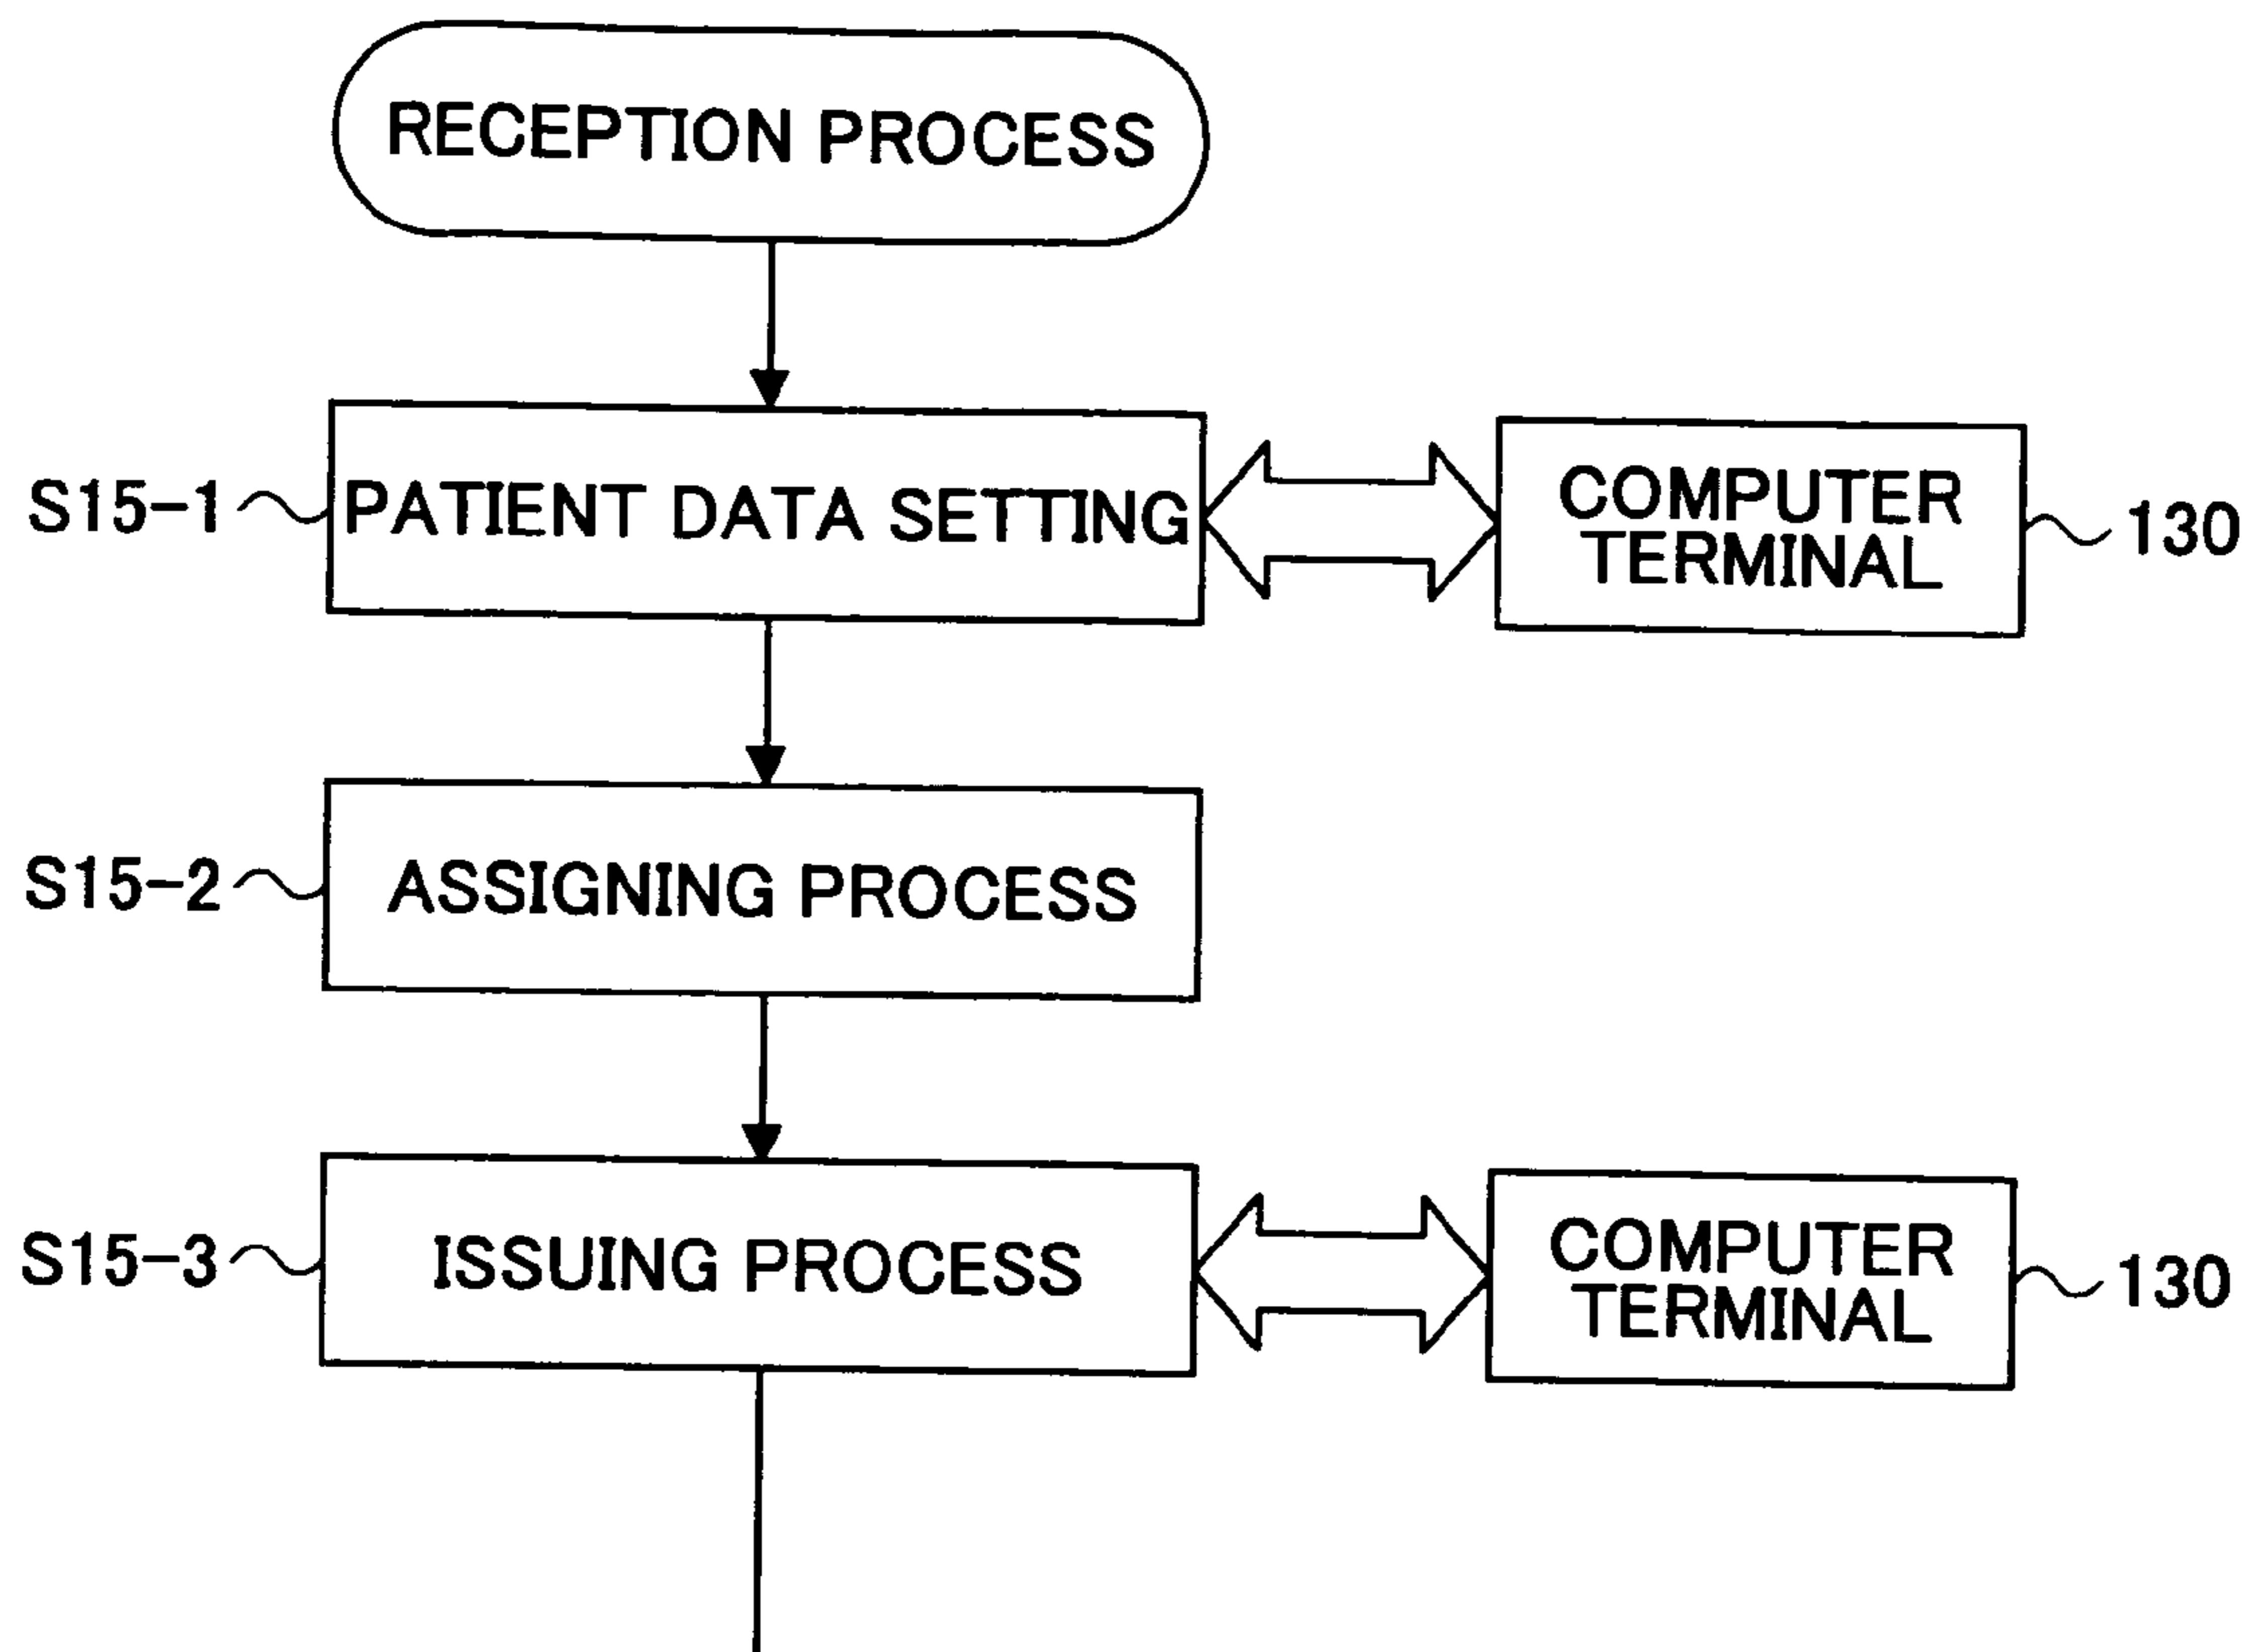 RECEPTION PROCESS
S15-1
PATIENT DATA SETTING
COMPUTER
TERMINAL
130
S15-2
ASSIGNING PROCESS
S15-3
ISSUING PROCESS
COMPUTER
TERMINAL
130